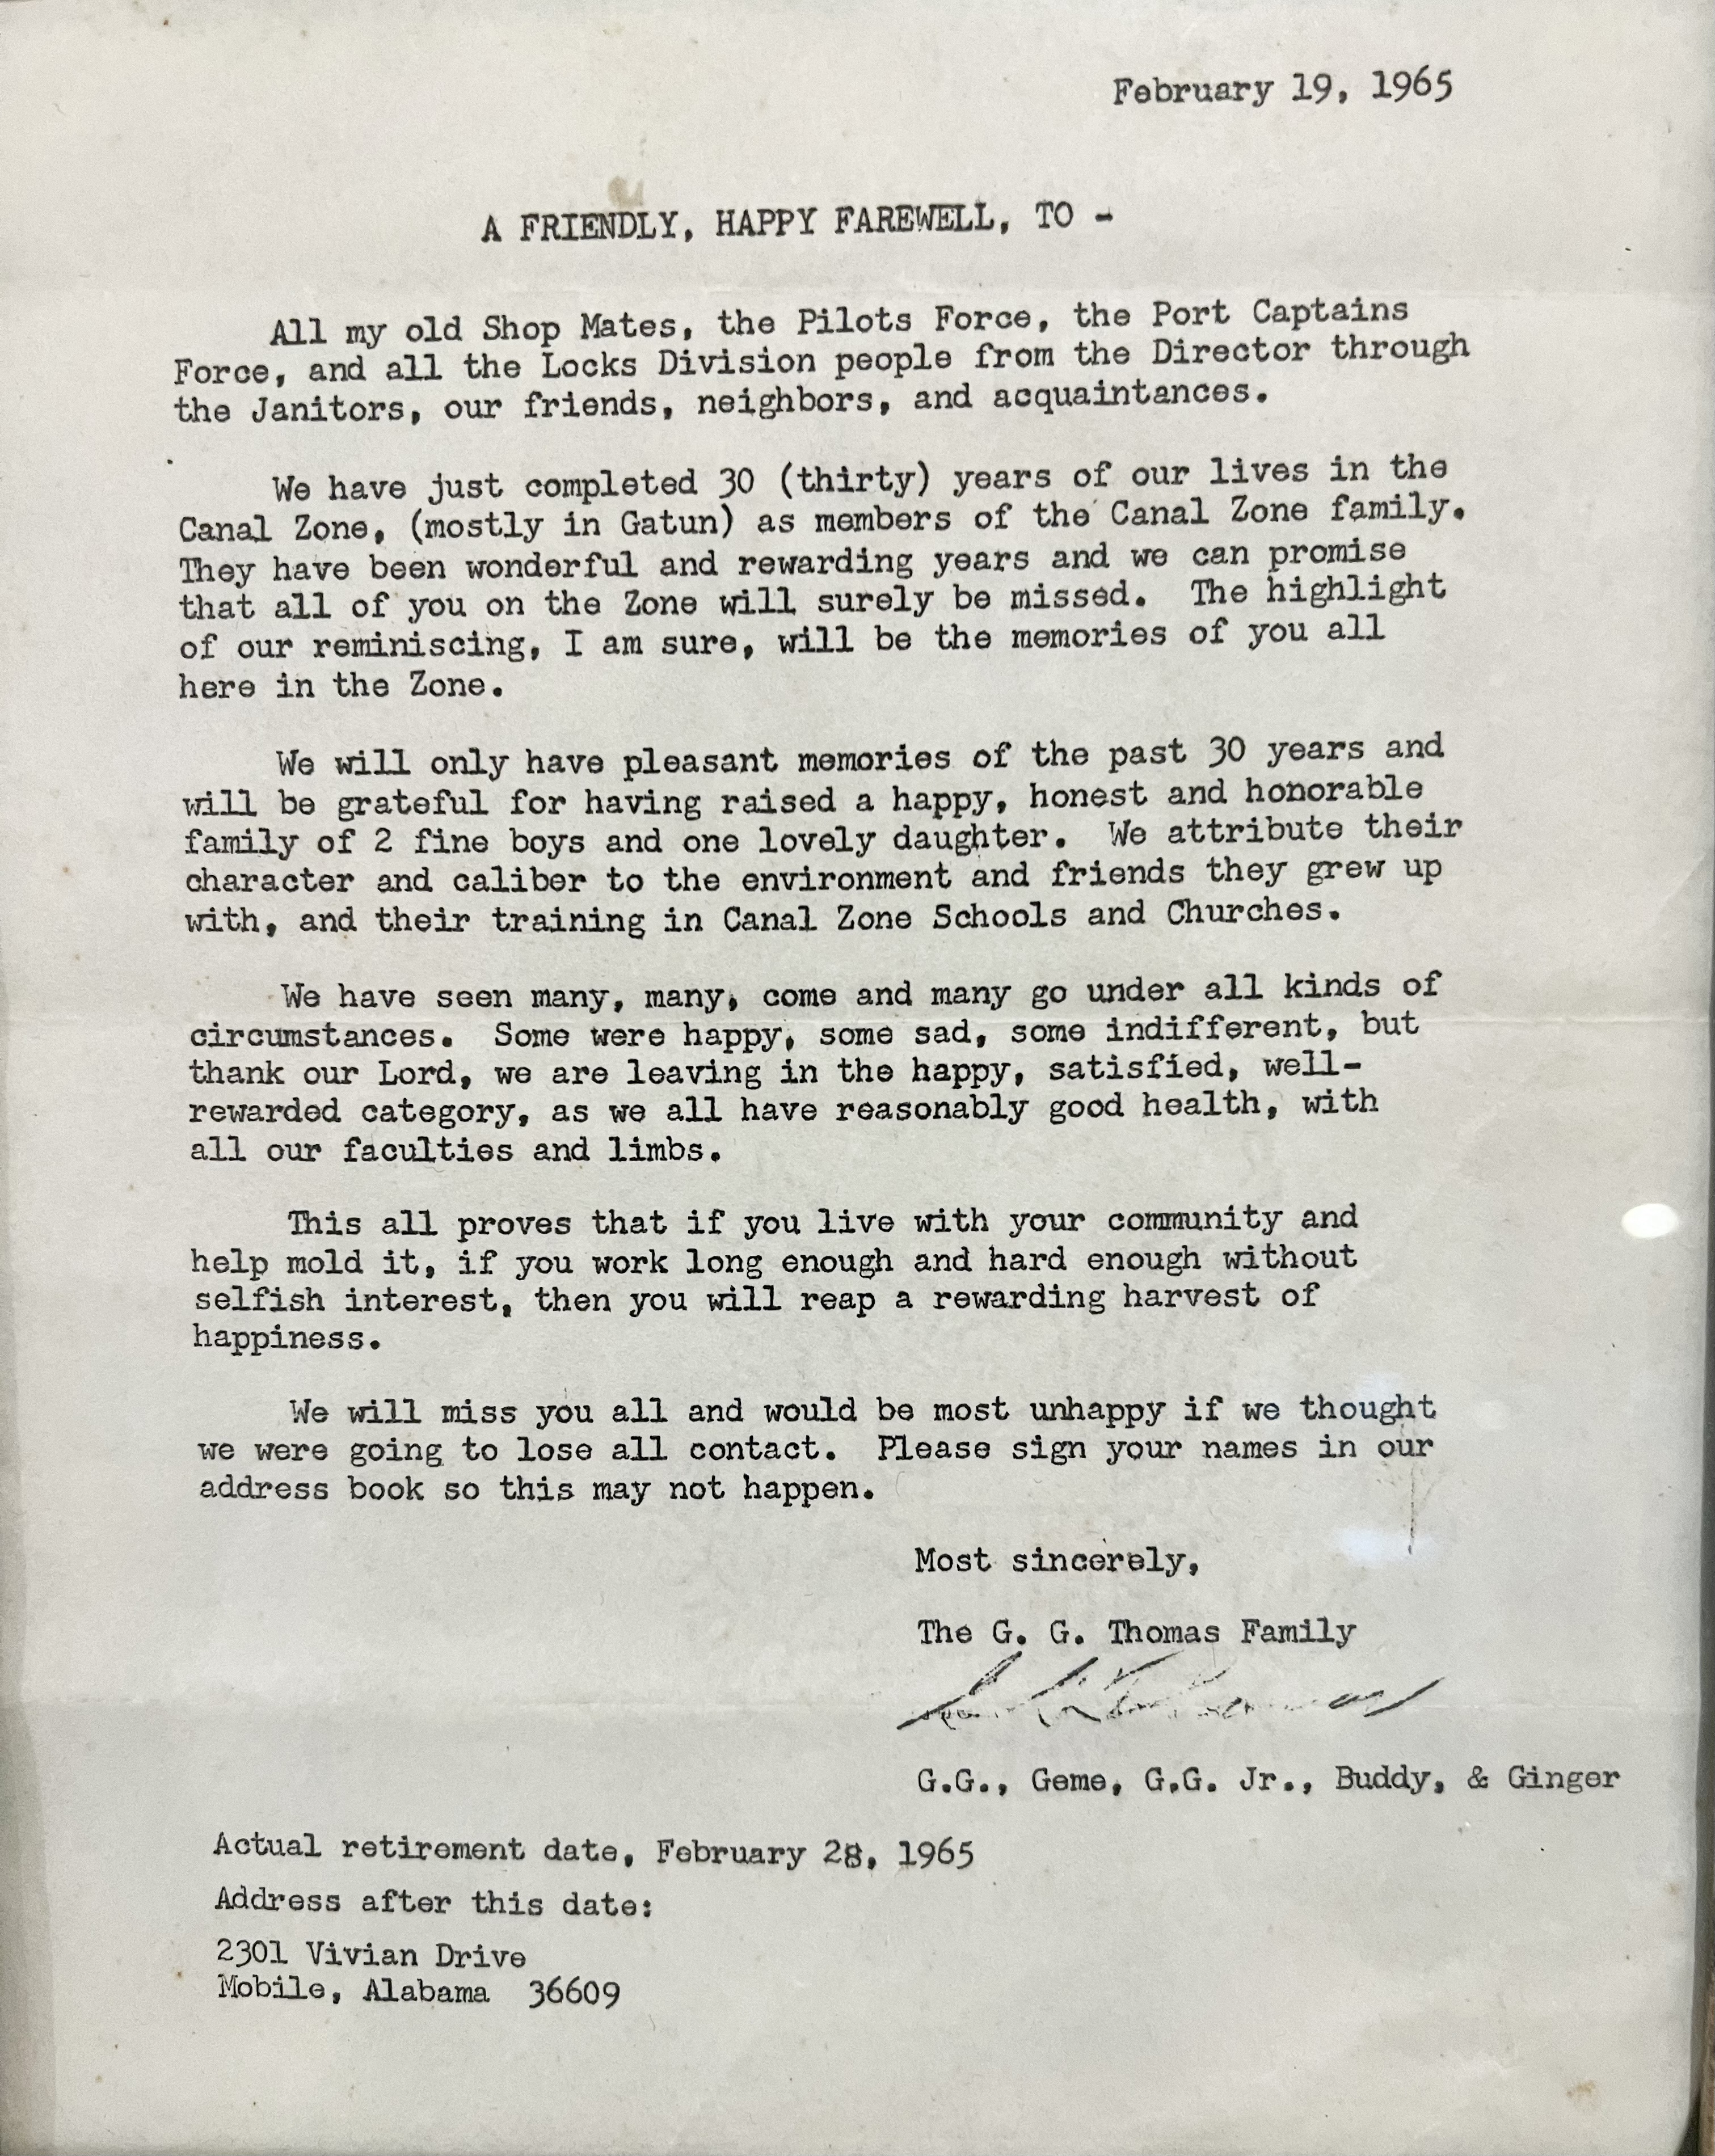 February 19, 1965
A FRIENDLY, HAPPY FAREWELL, TO -
All my old Shop Mates, the Pilots Force, the Port Captains
Force, and all the Locks Division people from the Director through
the Janitors, our friends, neighbors, and acquaintances.
We have just completed 30 (thirty) years of our lives in the
Canal Zone, (mostly in Gatun) as members of the Canal Zone family.
They have been wonderful and rewarding years and we can promise
that all of you on the Zone will surely be missed. The highlight
of our reminiscing, I am sure, will be the memories of you all
here in the Zone.
We will only have pleasant memories of the past 30 years and
will be grateful for having raised a happy, honest and honorable
family of 2 fine boys and one lovely daughter. We attribute their
character and caliber to the environment and friends they grew up
with, and their training in Canal Zone Schools and Churches.
We have seen many, many, come and many go under all kinds of
circumstances. Some were happy, some sad, some indifferent, but
thank our Lord, we are leaving in the happy, satisfied, well-
rewarded category, as we all have reasonably good health, with
all our faculties and limbs.
This all proves that if you live with your community and
help mold it, if you work long enough and hard enough without
selfish interest, then you will reap a rewarding harvest of
happiness.
We will miss you all and would be most unhappy if we thought
we were going to lose all contact. Please sign your names in our
address book so this may not happen.
Most sincerely,
The G. G. Thomas Family
G.G., Geme, G.G. Jr., Buddy, & Ginger
Actual retirement date, February 28, 1965
Address after this date:
2301 Vivian Drive
Mobile, Alabama 36609